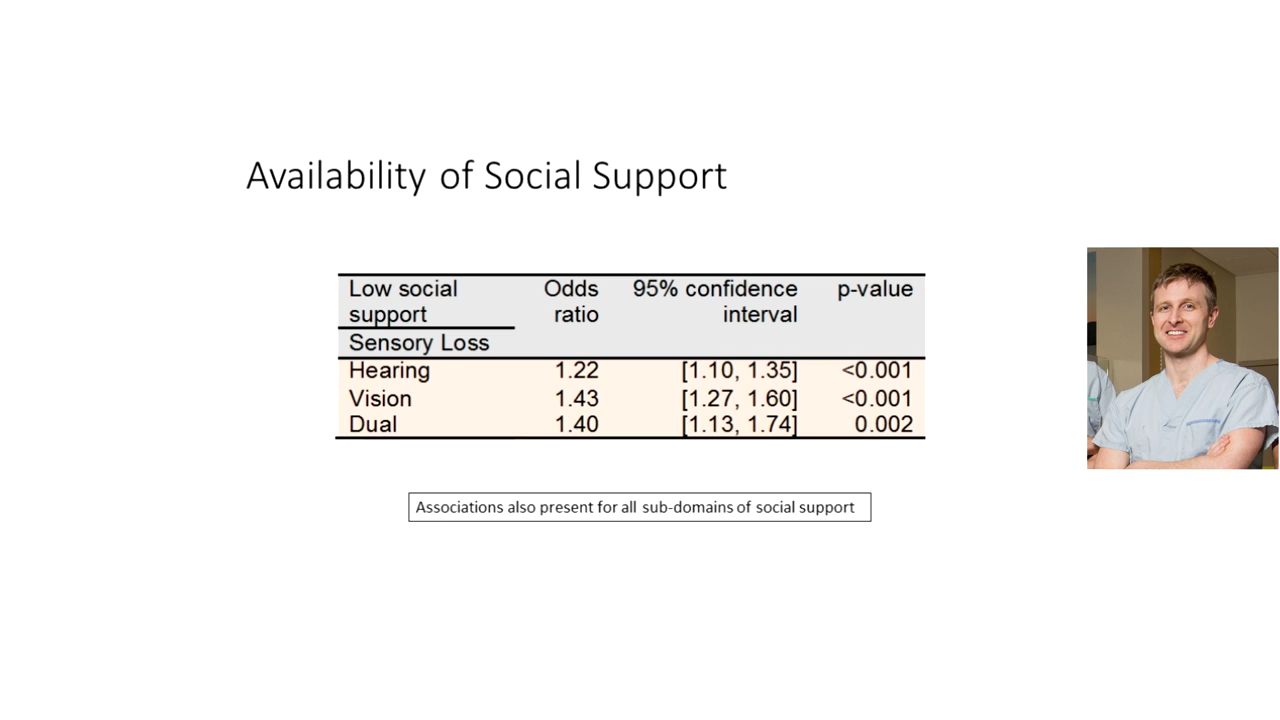 Availability of Social Support
Low social support Odds ratio 95% confidence interval p-value
Sensory Loss
Hearing 1.22 [1.10, 1.35] <0.001
Vision 1.43 [1.27, 1.60] <0.001
Dual 1.40 [1.13, 1.74] 0.002
Associations also present for all sub-domains of social support